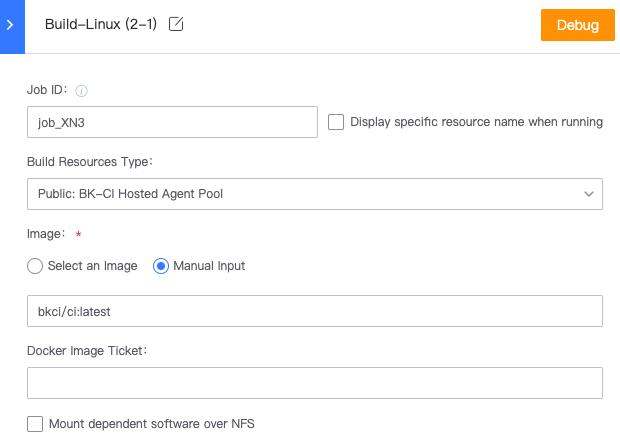 Build-Linux (2-1)
Debug
Job ID:
job_XN3
Display specific resource name when running
Build Resources Type:
Public: BK-CI Hosted Agent Pool
Image: *
Select an Image Manual Input
bkci/ci:latest
Docker Image Ticket:
Mount dependent software over NFS